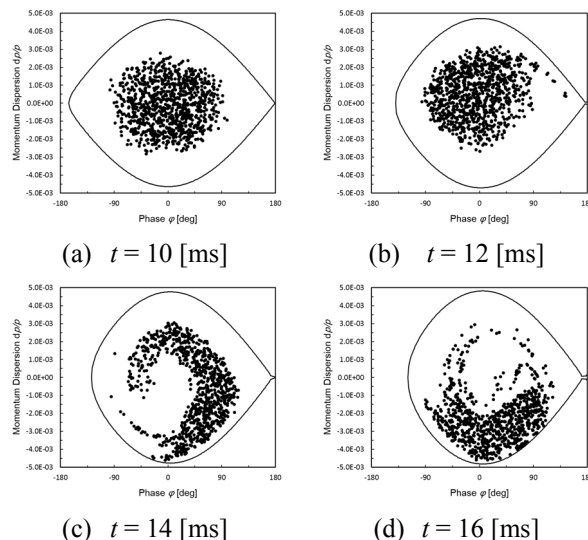 5.0E-03
4.0E-03
3.0E-03
2.0E-03
1.0E-03
0.0E+00
-1.0E-03
-2.0E-03
-3.0E-03
-4.0E-03
-5.0E-03
Momentum Dispersion dp/p
-180 -90 0 90 180
Phase φ [deg]
(a) t = 10 [ms]
5.0E-03
4.0E-03
3.0E-03
2.0E-03
1.0E-03
0.0E+00
-1.0E-03
-2.0E-03
-3.0E-03
-4.0E-03
-5.0E-03
Momentum Dispersion dp/p
-180 -90 0 90 180
Phase φ [deg]
(b) t = 12 [ms]
5.0E-03
4.0E-03
3.0E-03
2.0E-03
1.0E-03
0.0E+00
-1.0E-03
-2.0E-03
-3.0E-03
-4.0E-03
-5.0E-03
Momentum Dispersion dp/p
-180 -90 0 90 180
Phase φ [deg]
(c) t = 14 [ms]
5.0E-03
4.0E-03
3.0E-03
2.0E-03
1.0E-03
0.0E+00
-1.0E-03
-2.0E-03
-3.0E-03
-4.0E-03
-5.0E-03
Momentum Dispersion dp/p
-180 -90 0 90 180
Phase φ [deg]
(d) t = 16 [ms]